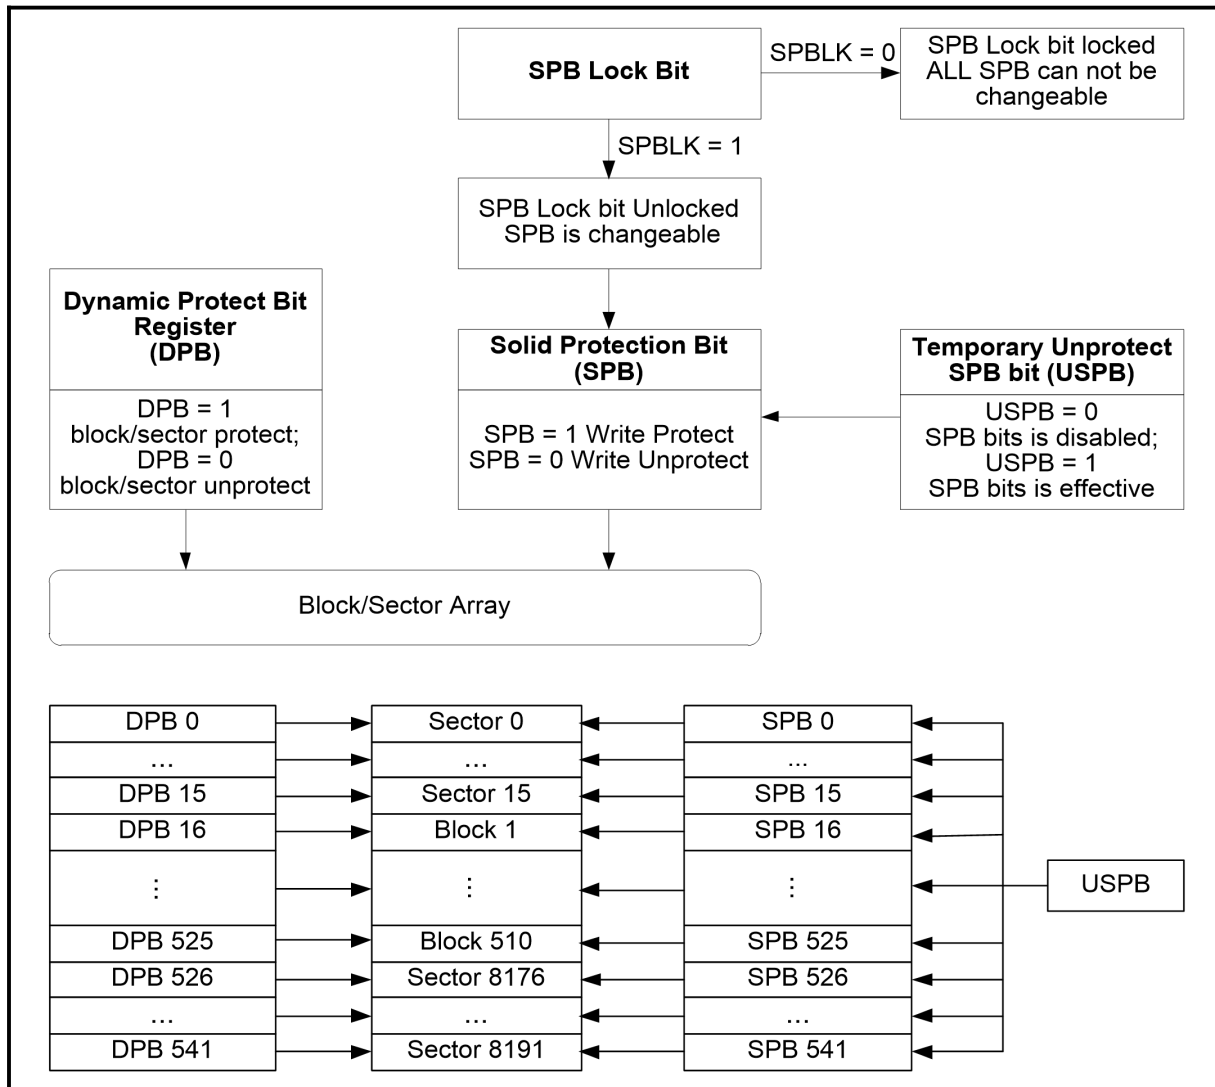 SPB Lock Bit
SPBLK = 0
SPB Lock bit locked
ALL SPB can not be
changeable
SPBLK = 1
SPB Lock bit Unlocked
SPB is changeable
Dynamic Protect Bit
Register
(DPB)
DPB = 1
block/sector protect;
DPB = 0
block/sector unprotect
Solid Protection Bit
(SPB)
SPB = 1 Write Protect
SPB = 0 Write Unprotect
Temporary Unprotect
SPB bit (USPB)
USPB = 0
SPB bits is disabled;
USPB = 1
SPB bits is effective
Block/Sector Array
DPB 0 Sector 0 SPB 0
... ... ...
DPB 15 Sector 15 SPB 15
DPB 16 Block 1 SPB 16
⋮ ⋮ ⋮
USPB
DPB 525 Block 510 SPB 525
DPB 526 Sector 8176 SPB 526
... ... ...
DPB 541 Sector 8191 SPB 541